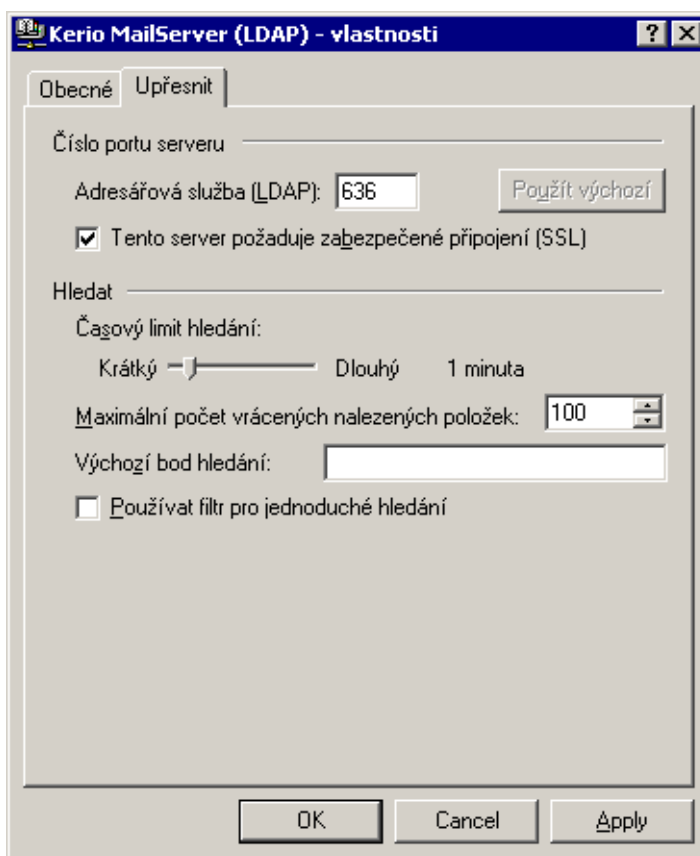 Kerio MailServer (LDAP) - vlastnosti
Obecné Upřesnit
Číslo portu serveru
Adresářová služba (LDAP): 636 Použít výchozí
Tento server požaduje zabezpečené připojení (SSL)
Hledat
Časový limit hledání:
Krátký Dlouhý 1 minuta
Maximální počet vrácených nalezených položek: 100
Výchozí bod hledání:
Používat filtr pro jednoduché hledání
OK Cancel Apply